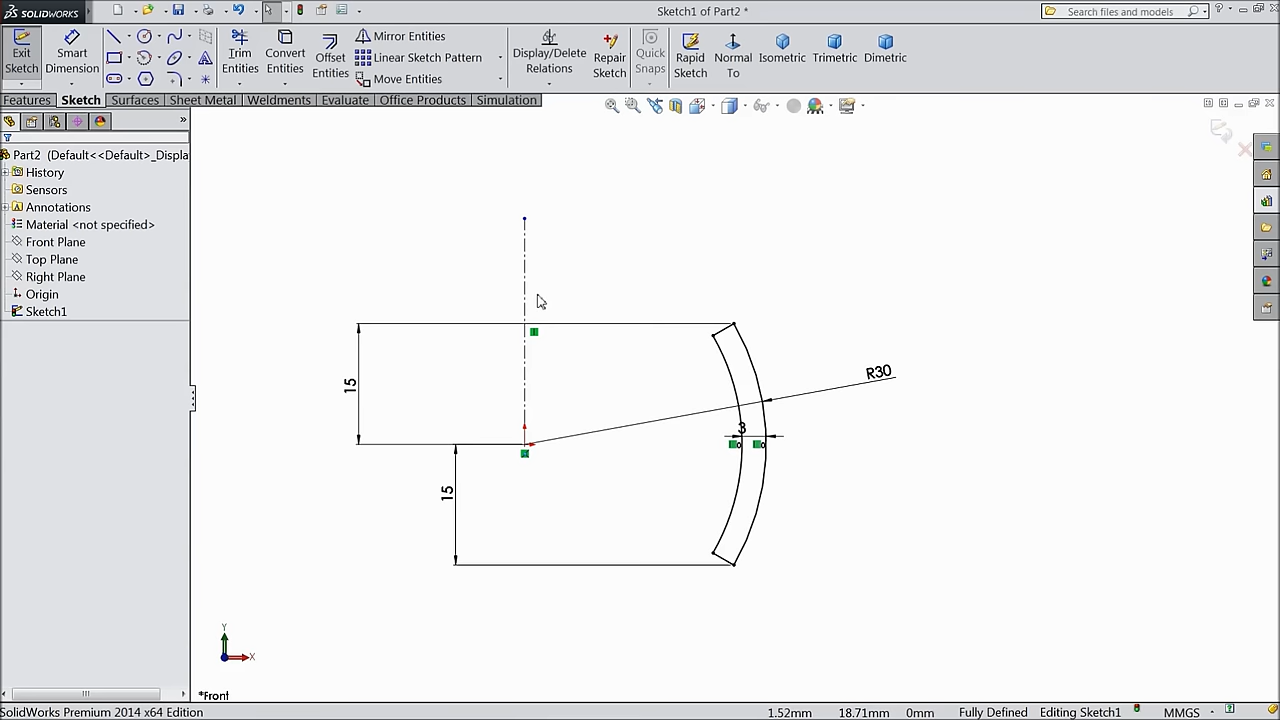 SOLIDWORKS
Sketch1 of Part2 *
Search files and models
Exit Sketch
Smart Dimension
Trim Entities
Convert Entities
Offset Entities
Mirror Entities
Linear Sketch Pattern
Move Entities
Display/Delete Relations
Repair Sketch
Quick Snaps
Rapid Sketch
Normal To
Isometric
Trimetric
Dimetric
Features
Sketch
Surfaces
Sheet Metal
Weldments
Evaluate
Office Products
Simulation
Part2 (Default<<Default>_Displa
History
Sensors
Annotations
Material <not specified>
Front Plane
Top Plane
Right Plane
Origin
Sketch1
15
R30
3
15
Y
X
*Front
SolidWorks Premium 2014 x64 Edition
1.52mm
18.71mm
0mm
Fully Defined
Editing Sketch1
MMGS